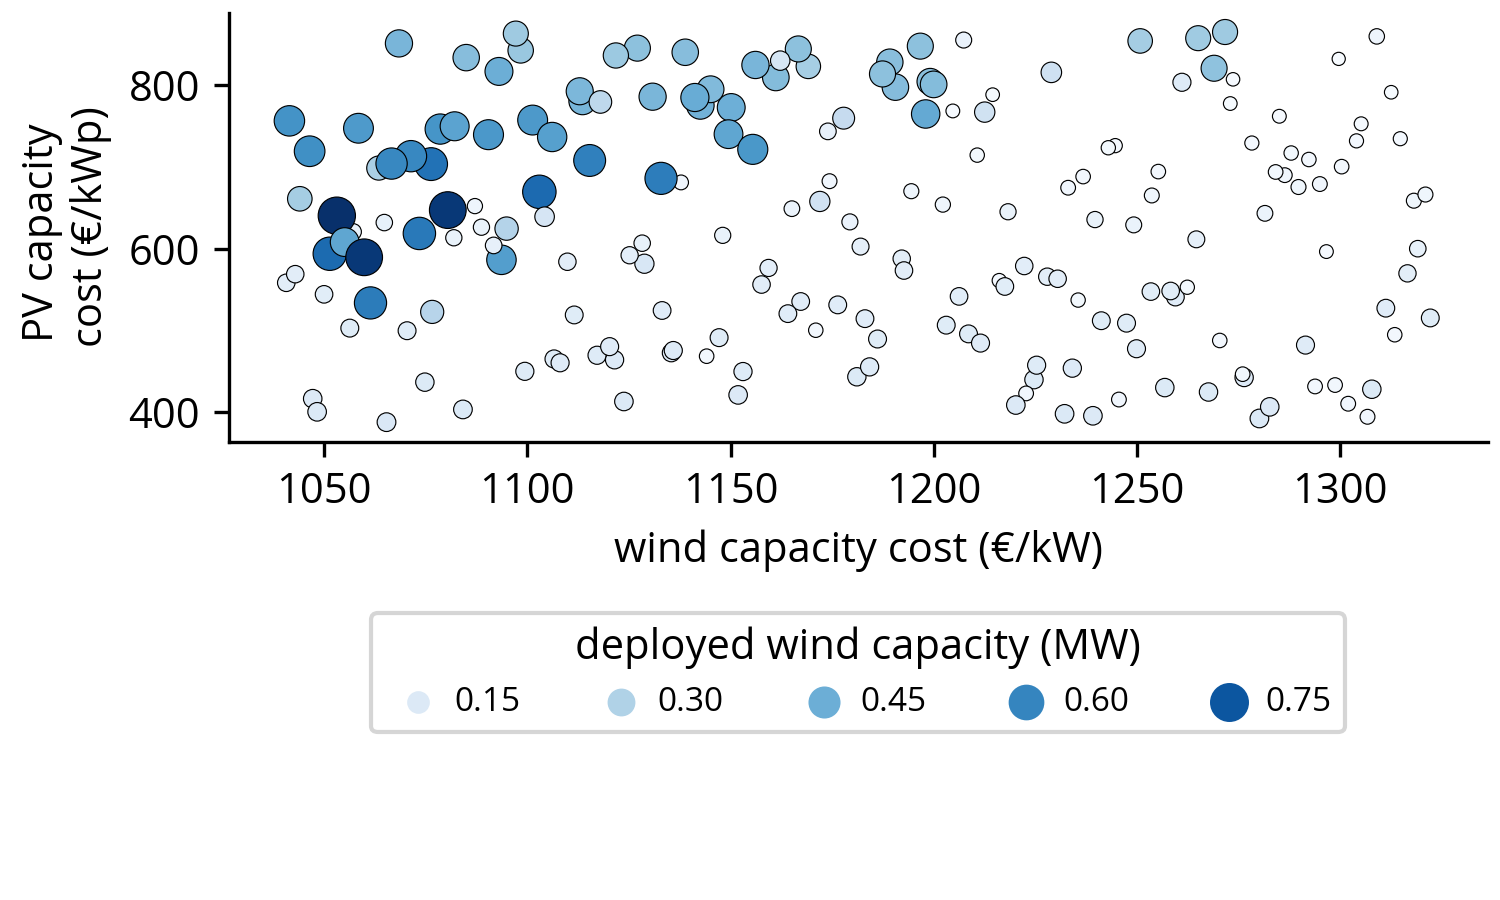 PV capacity
cost (€/kWp)
800
600
400
1050 1100 1150 1200 1250 1300
wind capacity cost (€/kW)
deployed wind capacity (MW)
0.15 0.30 0.45 0.60 0.75